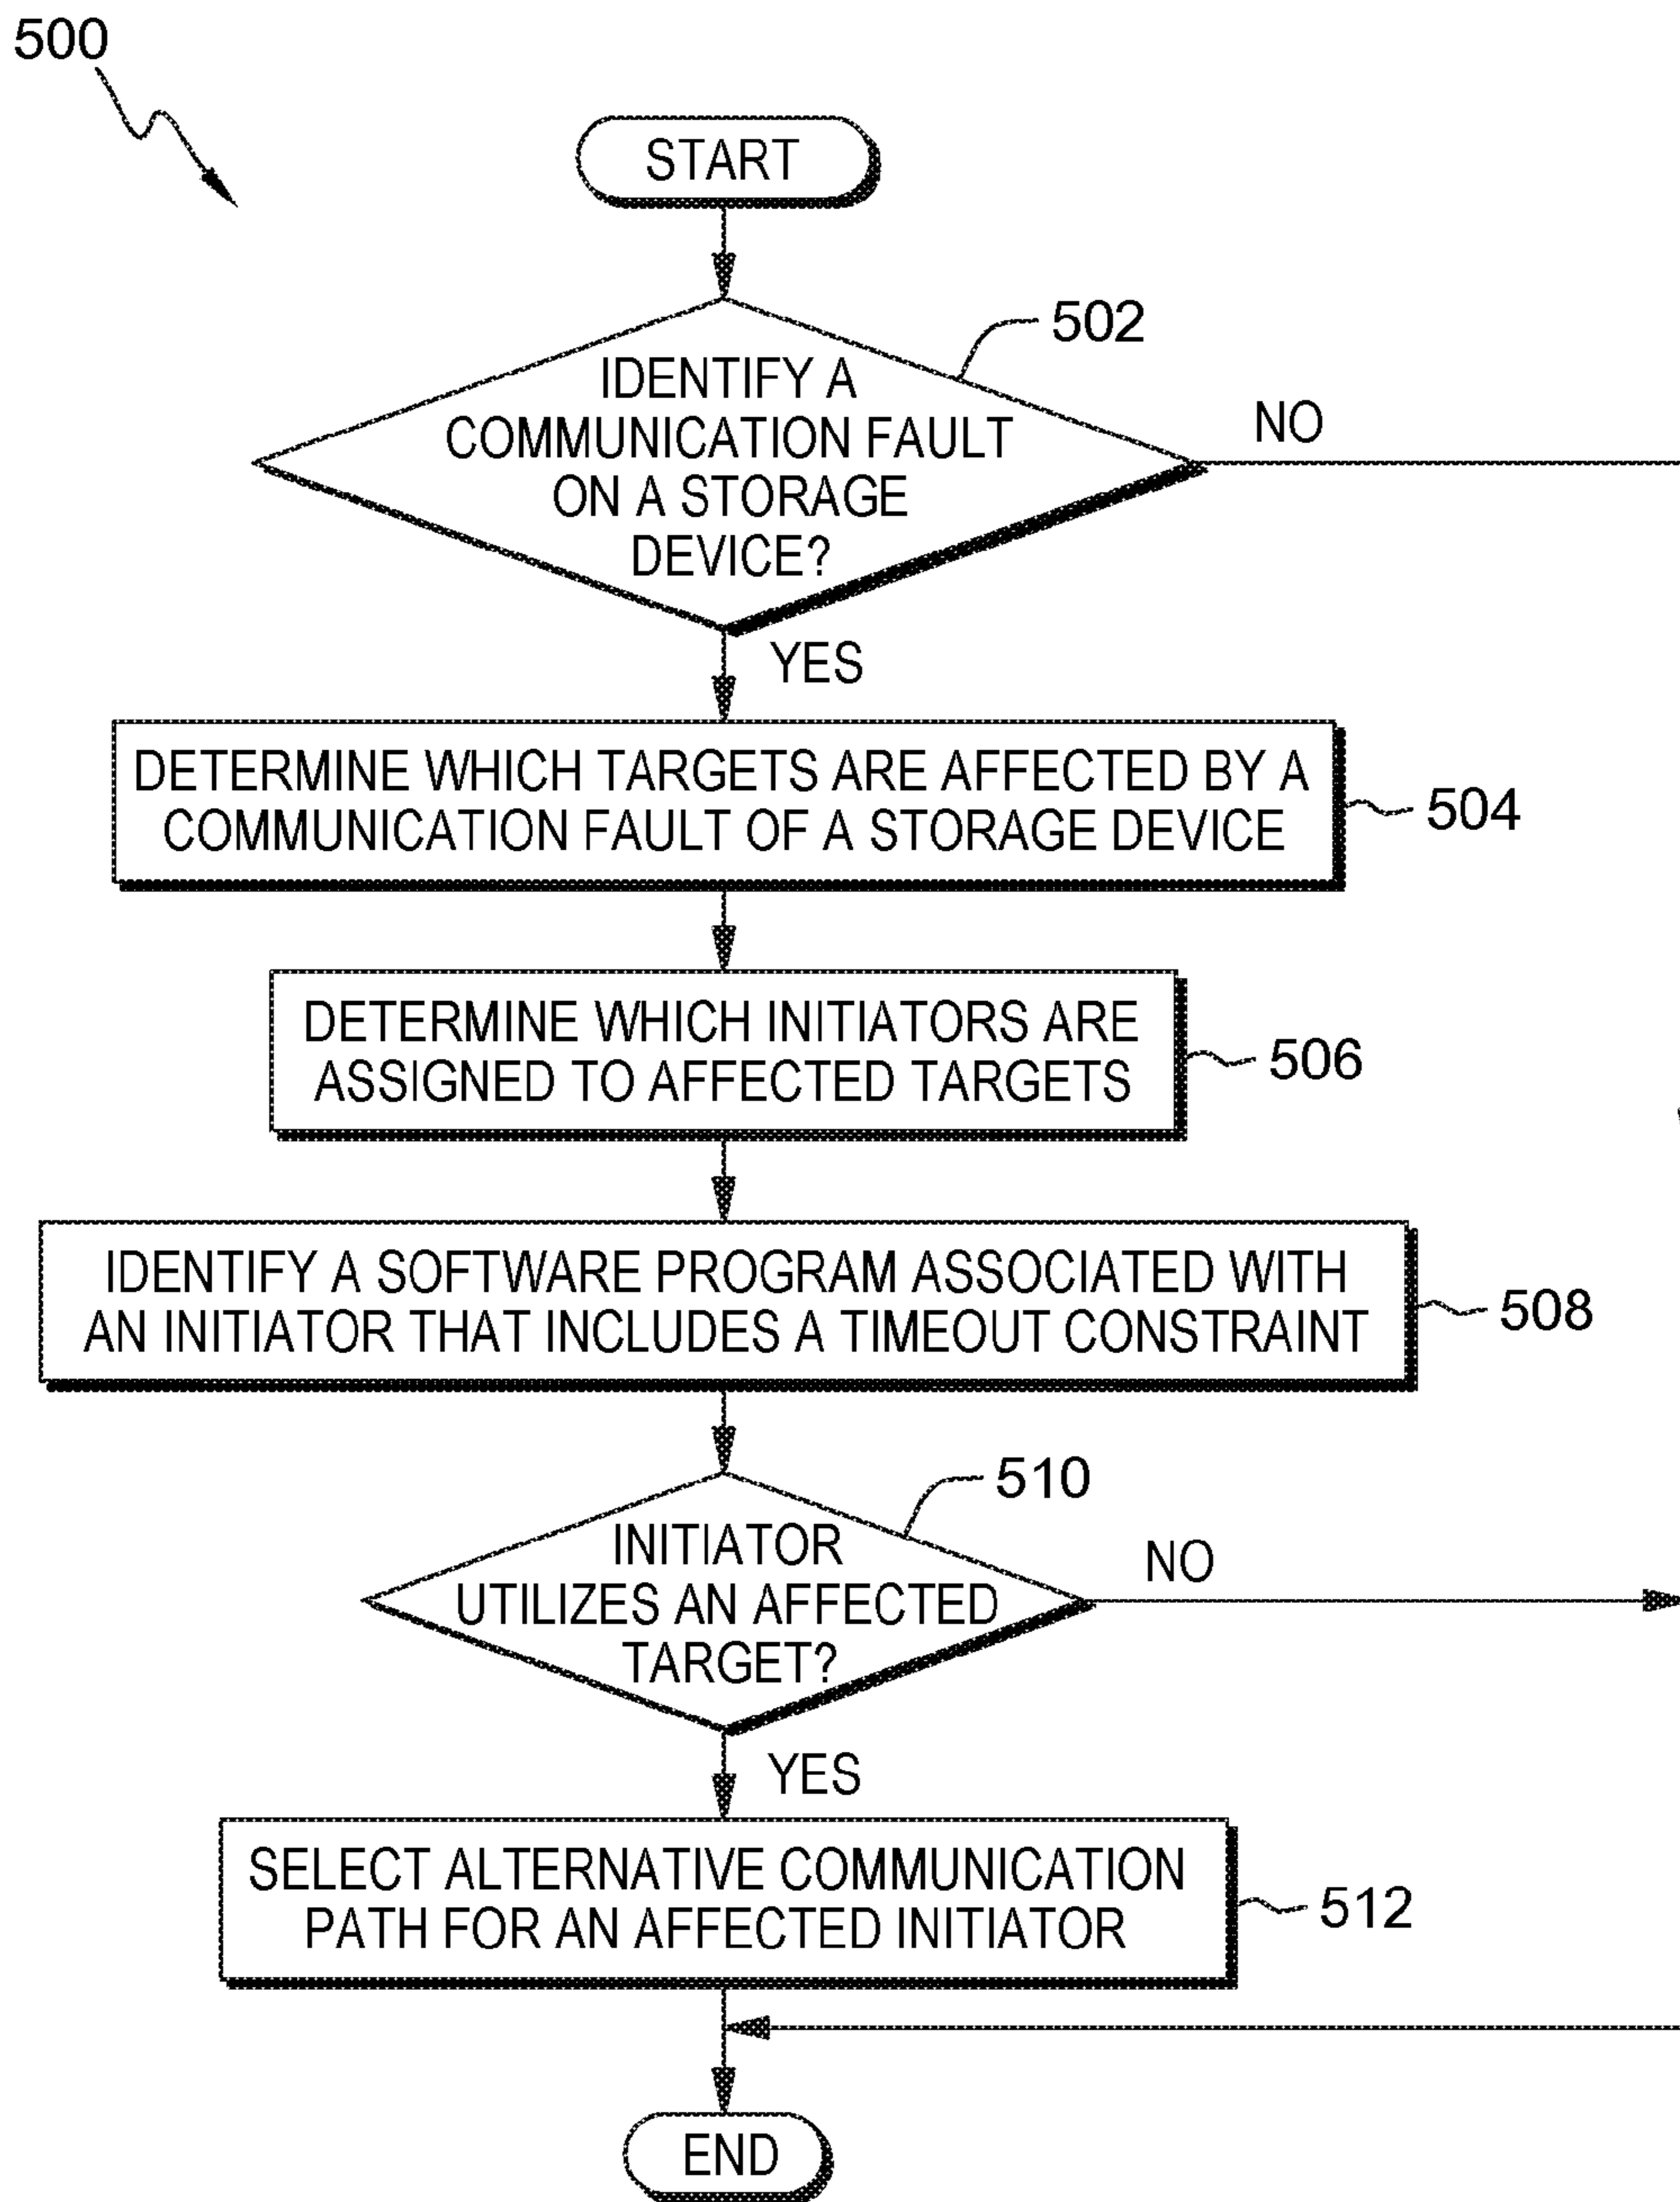 500
START
502
IDENTIFY A
COMMUNICATION FAULT
ON A STORAGE
DEVICE?
NO
YES
DETERMINE WHICH TARGETS ARE AFFECTED BY A
COMMUNICATION FAULT OF A STORAGE DEVICE
504
DETERMINE WHICH INITIATORS ARE
ASSIGNED TO AFFECTED TARGETS
506
IDENTIFY A SOFTWARE PROGRAM ASSOCIATED WITH
AN INITIATOR THAT INCLUDES A TIMEOUT CONSTRAINT
508
510
INITIATOR
UTILIZES AN AFFECTED
TARGET?
NO
YES
SELECT ALTERNATIVE COMMUNICATION
PATH FOR AN AFFECTED INITIATOR
512
END